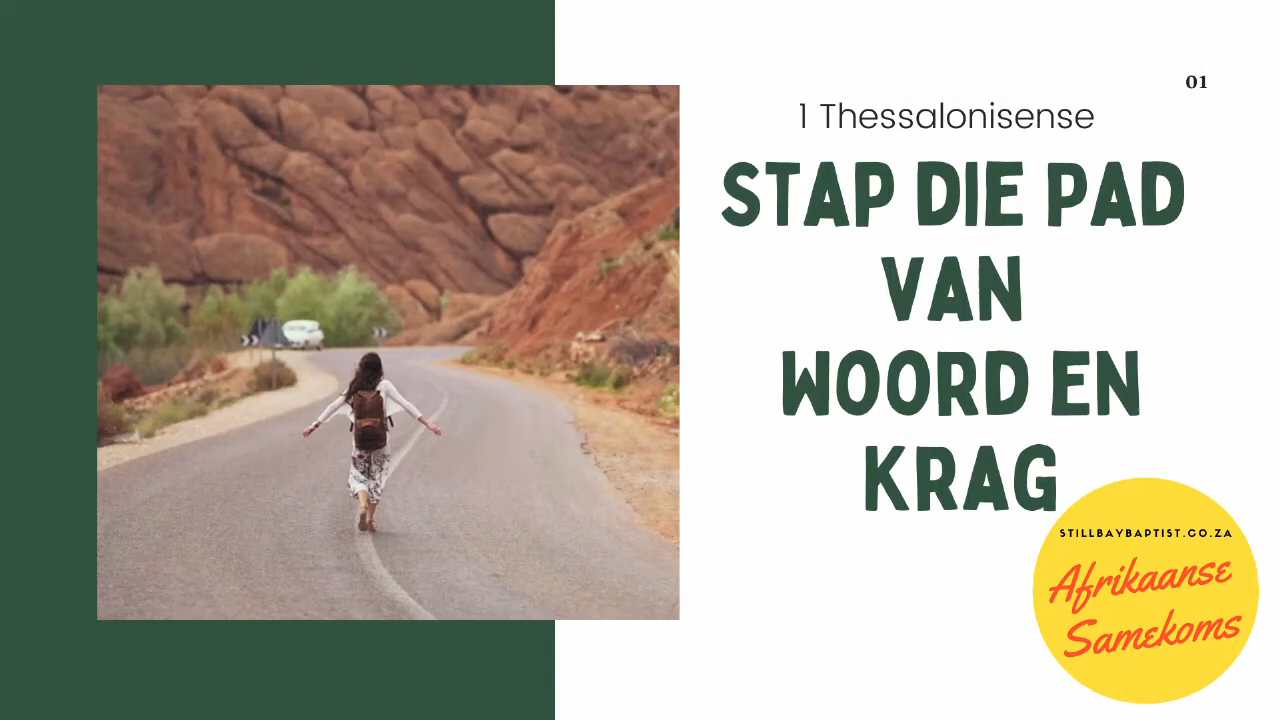 01
1 Thessalonisense
STAP DIE PAD
VAN
WOORD EN
KRAG
STILLBAYBAPTIST.CO.ZA
Afrikaanse
Samekoms